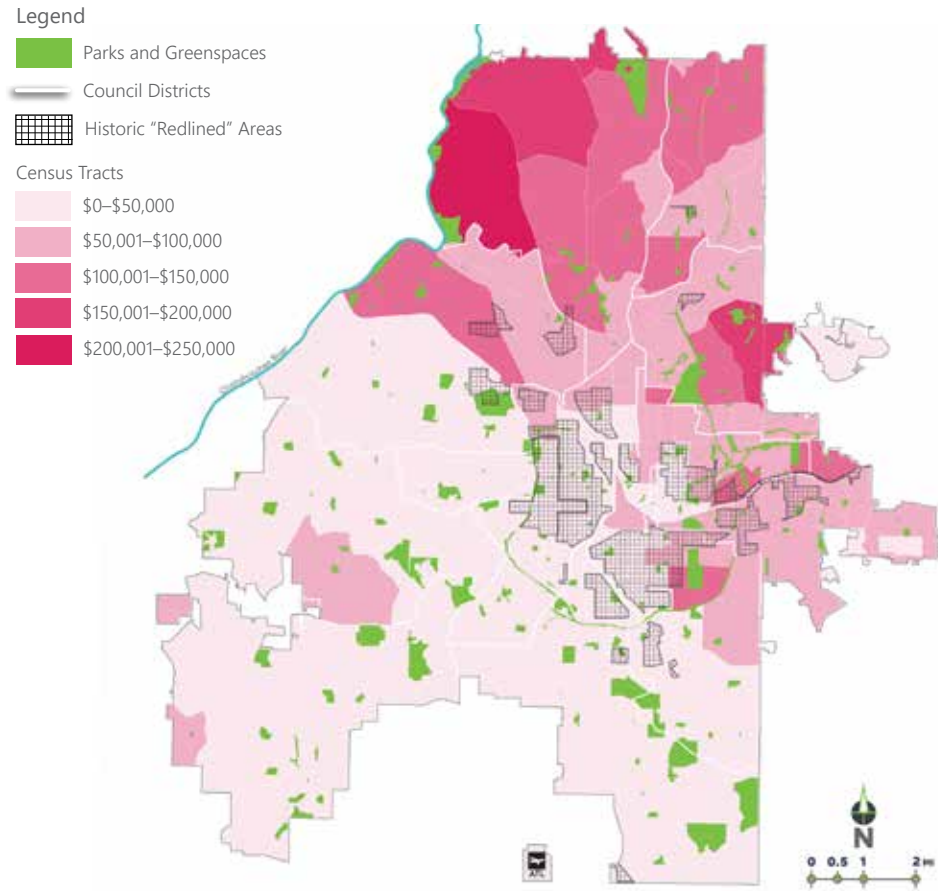 Legend
Parks and Greenspaces
Council Districts
Historic “Redlined” Areas
Census Tracts
$0–$50,000
$50,001–$100,000
$100,001–$150,000
$150,001–$200,000
$200,001–$250,000
ATL
N
0 0.5 1 2 MI